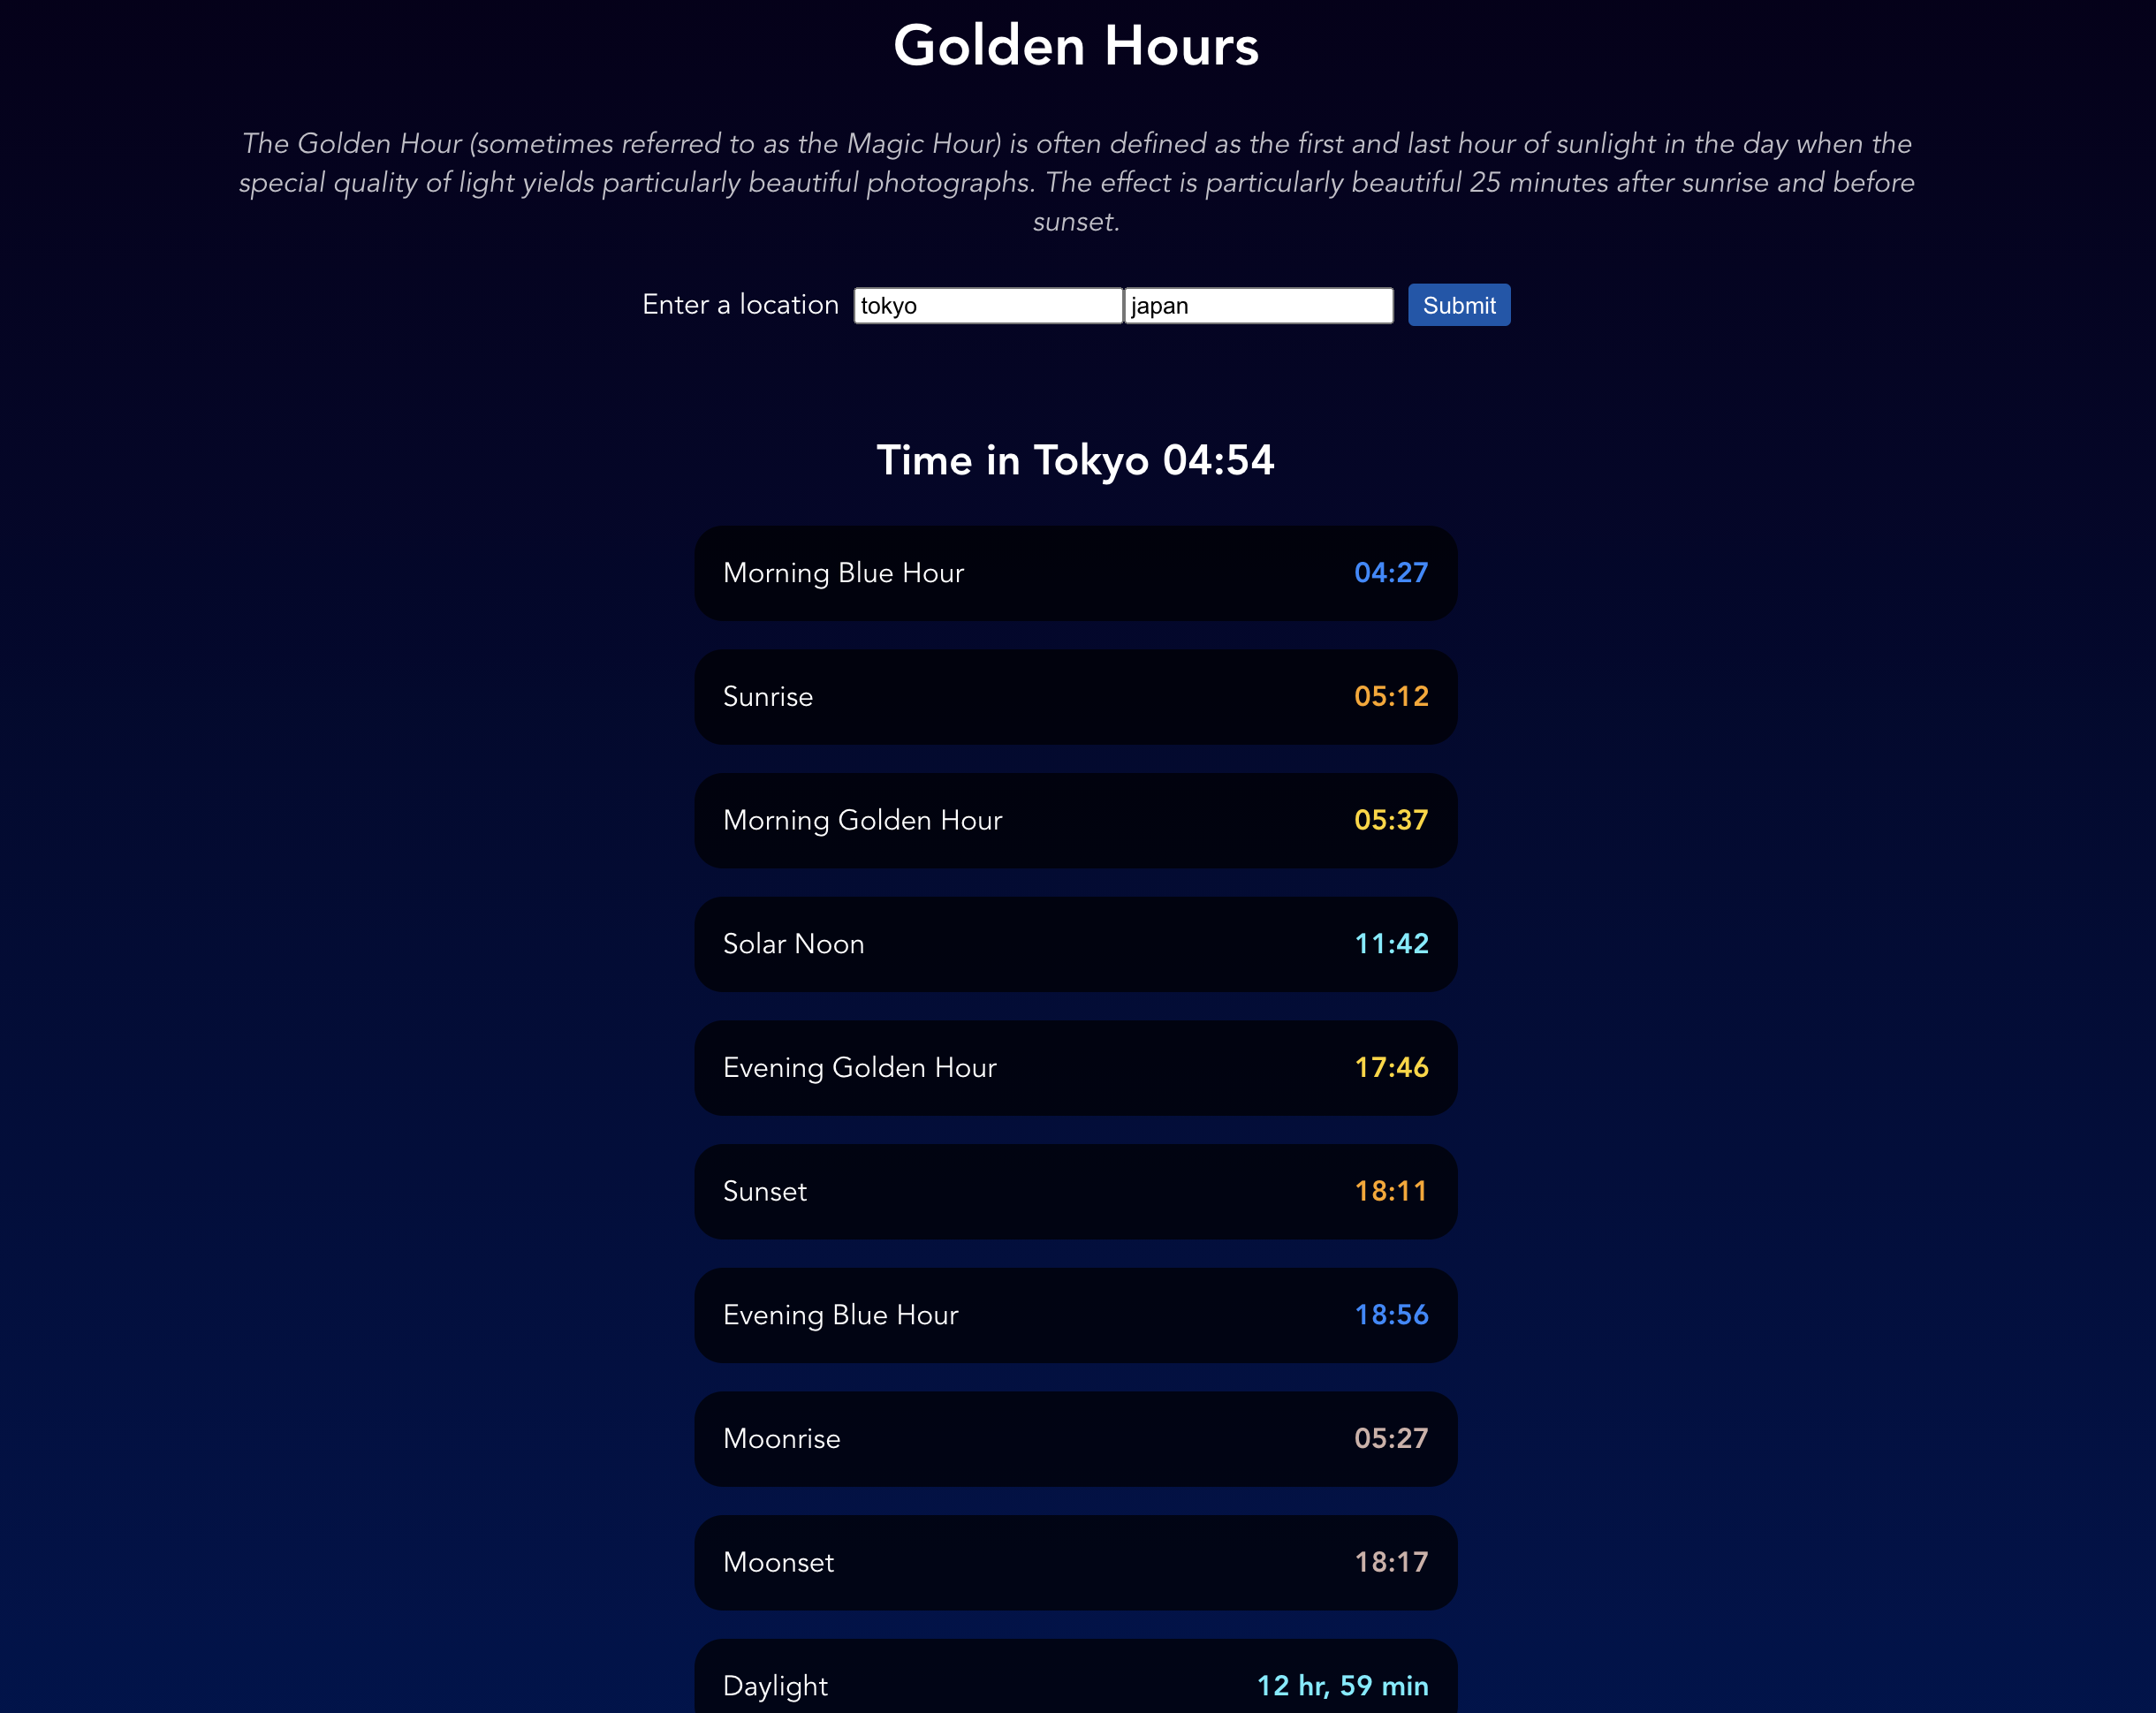 Golden Hours
The Golden Hour (sometimes referred to as the Magic Hour) is often defined as the first and last hour of sunlight in the day when the
special quality of light yields particularly beautiful photographs. The effect is particularly beautiful 25 minutes after sunrise and before
sunset.
Enter a location tokyo japan Submit
Time in Tokyo 04:54
Morning Blue Hour 04:27
Sunrise 05:12
Morning Golden Hour 05:37
Solar Noon 11:42
Evening Golden Hour 17:46
Sunset 18:11
Evening Blue Hour 18:56
Moonrise 05:27
Moonset 18:17
Daylight 12 hr, 59 min